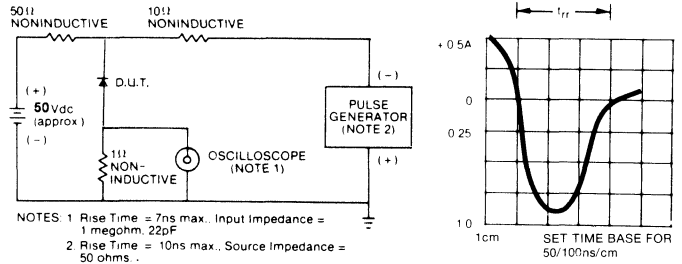 50Ω
NONINDUCTIVE
10Ω
NONINDUCTIVE
trr
+ 0.5A
0
0.25
1.0
(+)
50 Vdc
(approx)
(−)
D.U.T.
(−)
PULSE
GENERATOR
(NOTE 2)
(+)
1Ω
NON-
INDUCTIVE
OSCILLOSCOPE
(NOTE 1)
1cm
SET TIME BASE FOR
50/100ns/cm
NOTES: 1. Rise Time = 7ns max., Input Impedance =
1 megohm, 22pF
2. Rise Time = 10ns max., Source Impedance =
50 ohms.